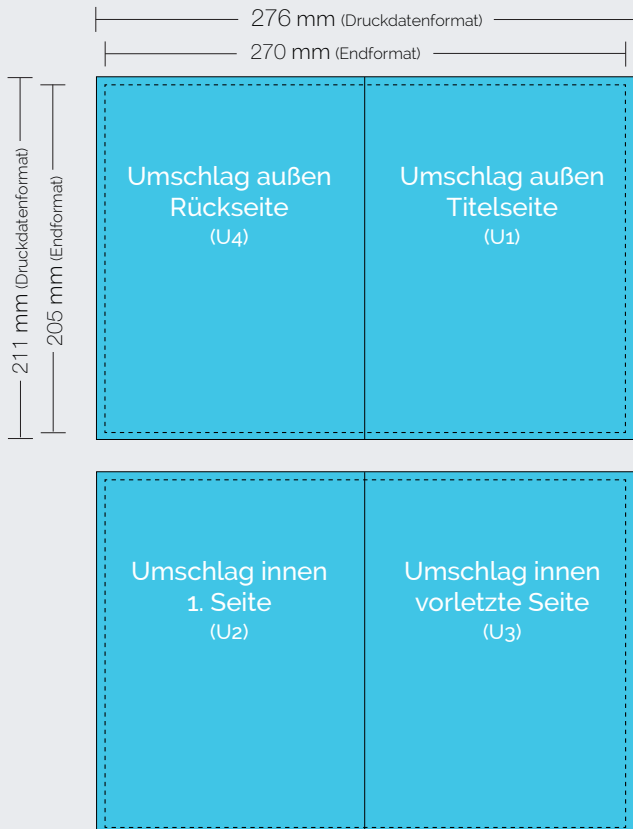 276 mm (Druckdatenformat)
270 mm (Endformat)
211 mm (Druckdatenformat)
205 mm (Endformat)
Umschlag außen
Rückseite
(U4)
Umschlag außen
Titelseite
(U1)
Umschlag innen
1. Seite
(U2)
Umschlag innen
vorletzte Seite
(U3)